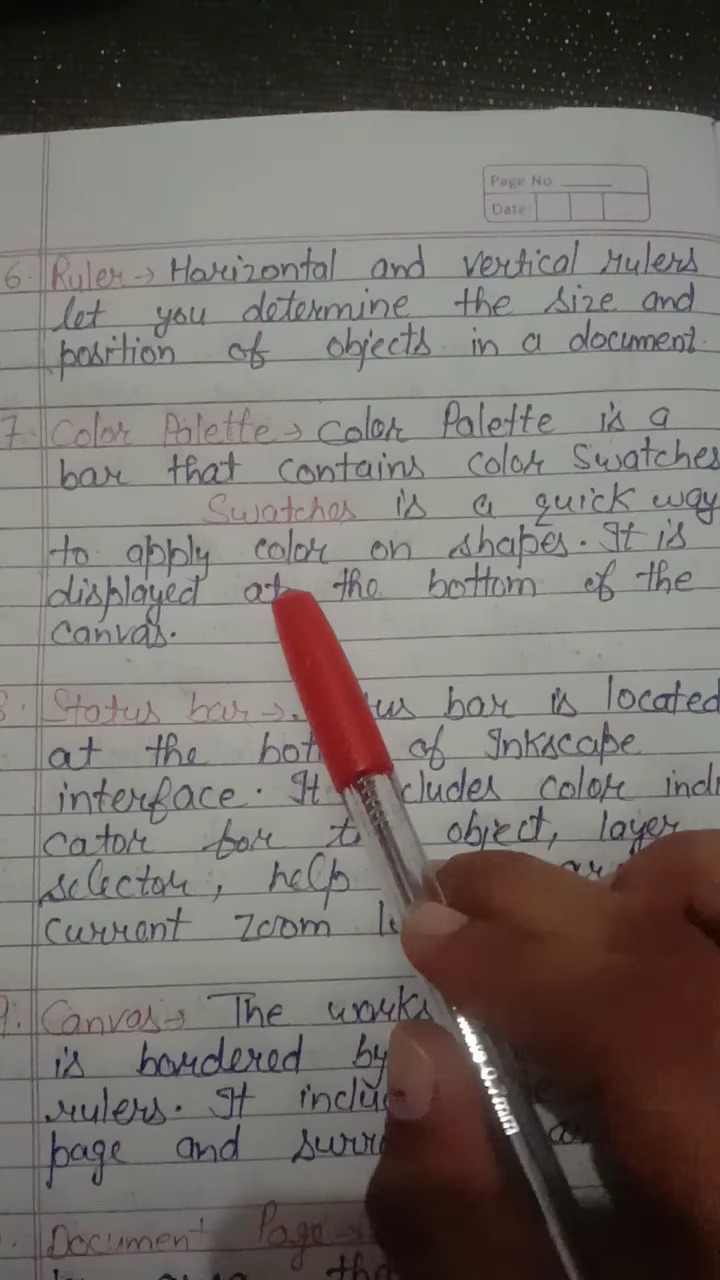 Page No.
Date:
6. Ruler → Horizontal and vertical rulers
let you determine the size and
position of objects in a document.
7. Color Palette → Color Palette is a
bar that contains color Swatches
Swatches is a quick way
to apply color on shapes. It is
displayed at the bottom of the
canvas.
8. Status bar → bar is located
at the of Inkscape
interface. It color indi
cator for object, layer
selector, help
current zoom
9. Canvas → The
is bordered by
rulers. It
page and
Document Page →